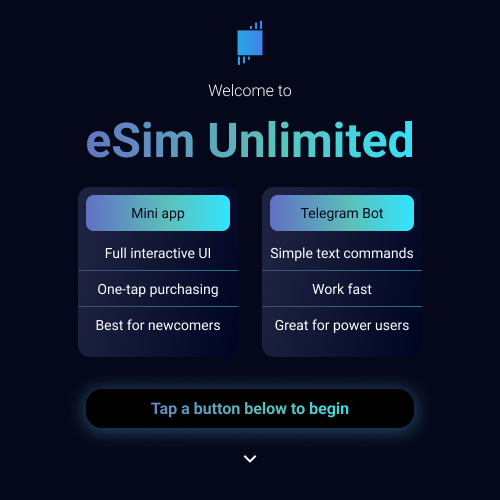 Welcome to
eSim Unlimited
Mini app
Full interactive UI
One-tap purchasing
Best for newcomers
Telegram Bot
Simple text commands
Work fast
Great for power users
Tap a button below to begin